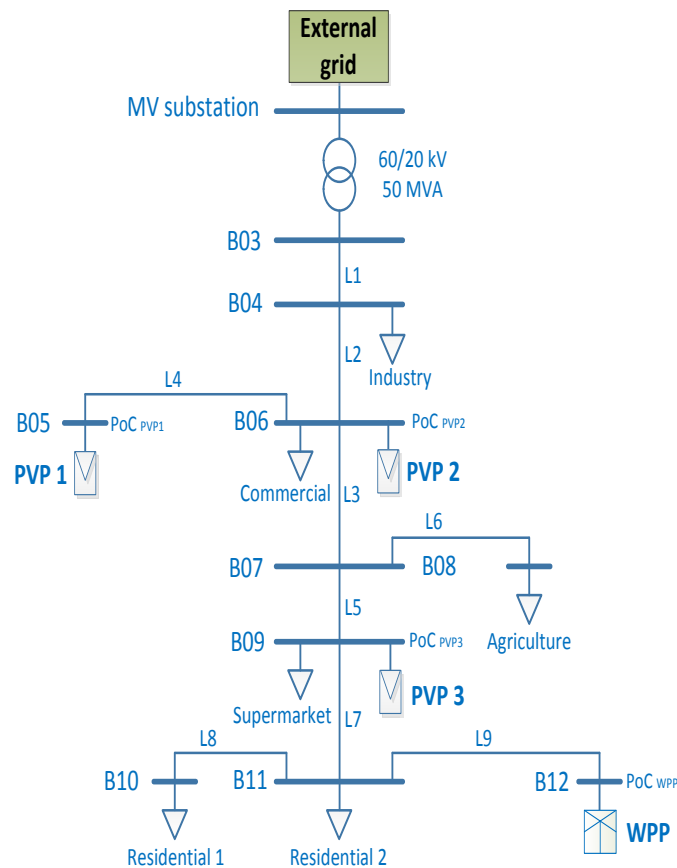 External
grid
MV substation
60/20 kV
50 MVA
B03
L1
B04
L2
Industry
L4
B05
PoC PVP1
B06
PoC PVP2
PVP 1
Commercial
PVP 2
L3
L6
B07
B08
L5
Agriculture
B09
PoC PVP3
Supermarket
PVP 3
L7
L8
L9
B10
B11
B12
PoC WPP
Residential 1
Residential 2
WPP